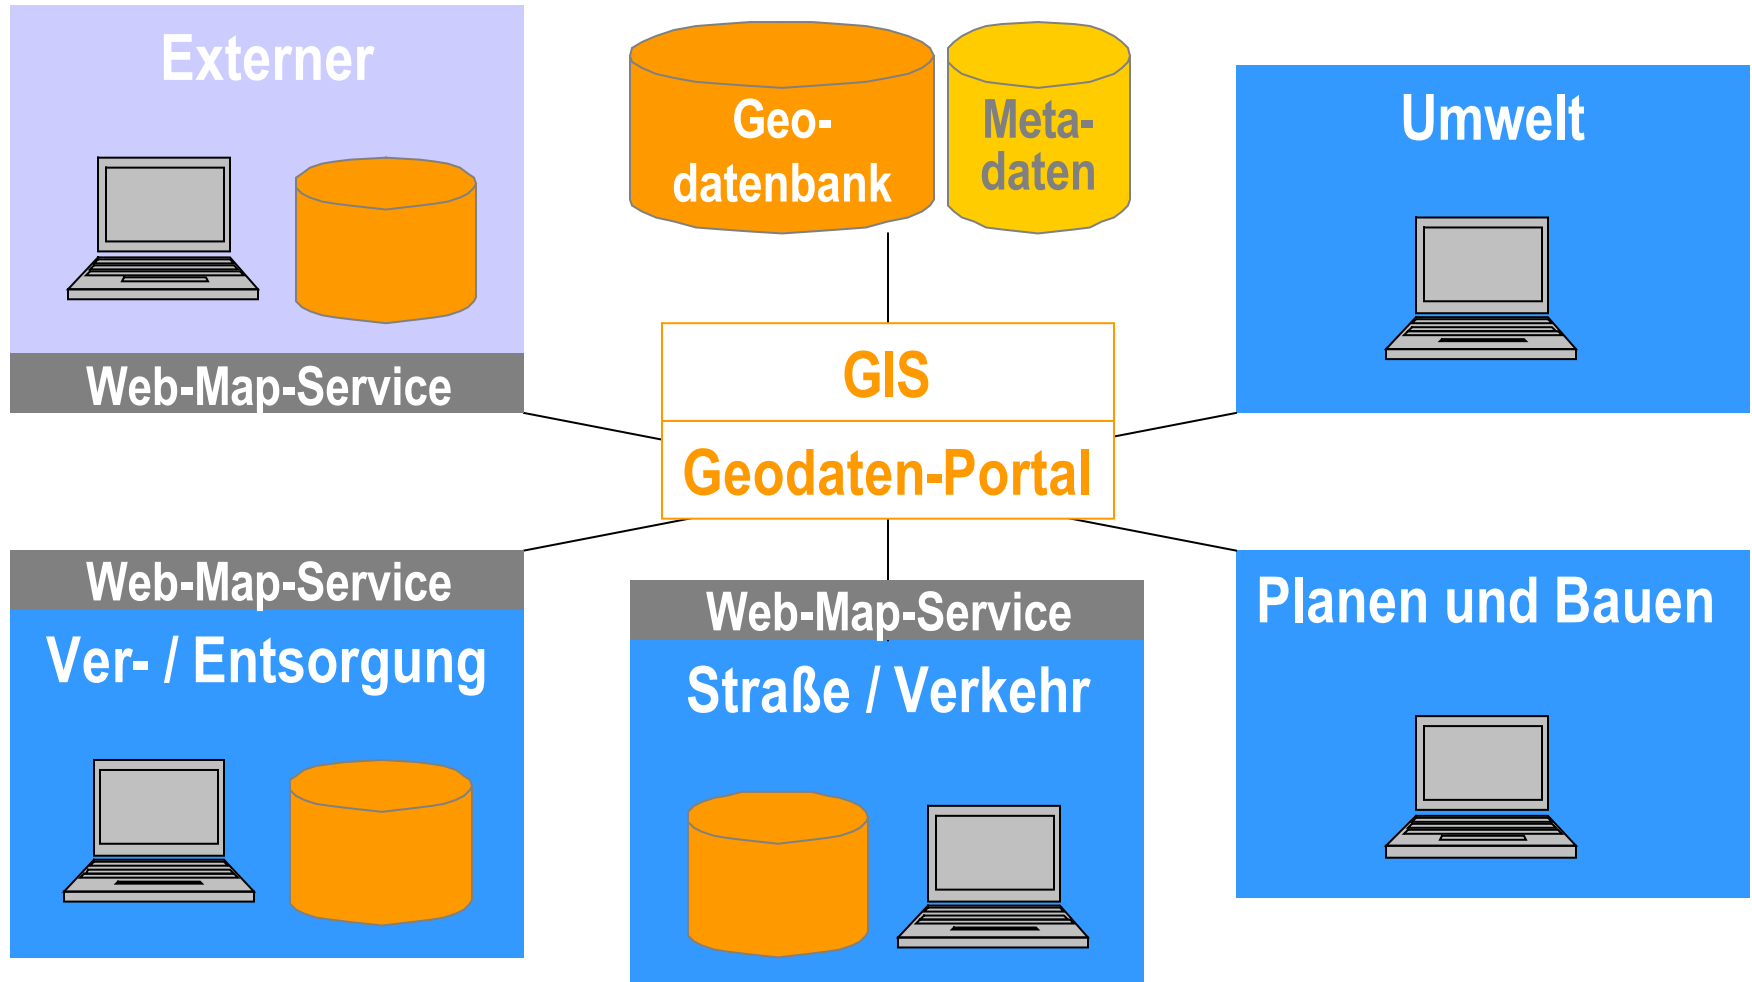 Externer
Web-Map-Service
Geo-
datenbank
Meta-
daten
Umwelt
GIS
Geodaten-Portal
Web-Map-Service
Ver- / Entsorgung
Web-Map-Service
Straße / Verkehr
Planen und Bauen